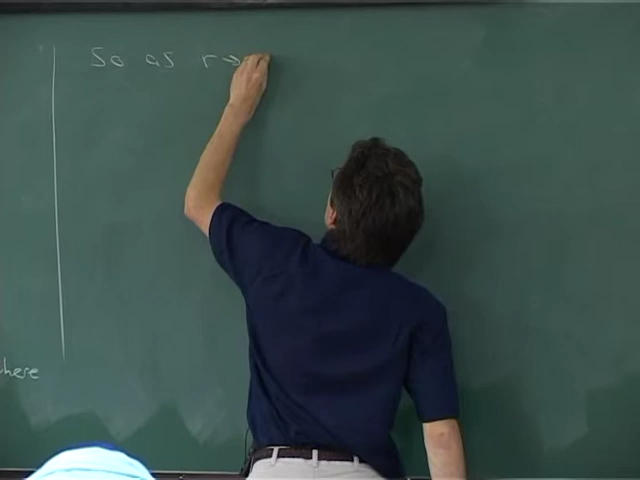 So as r →
here